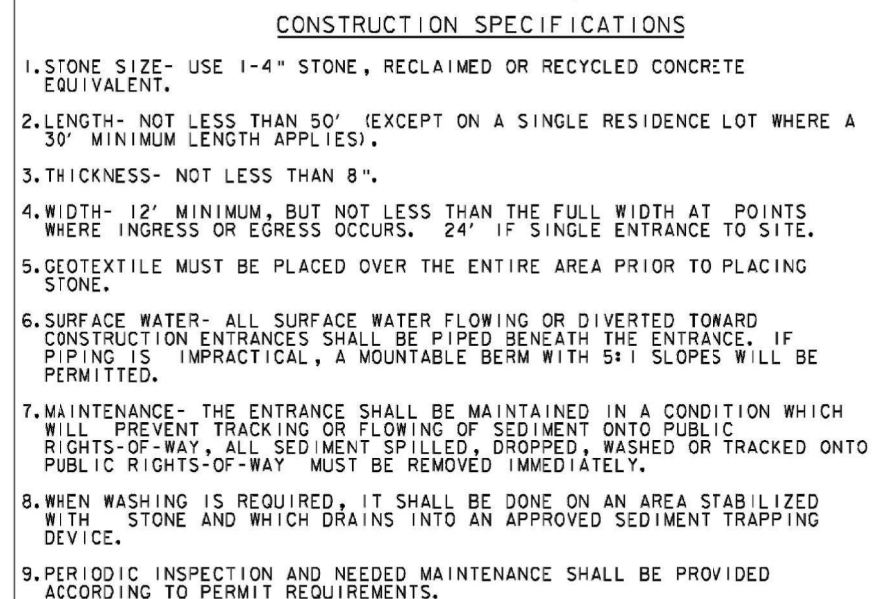 CONSTRUCTION SPECIFICATIONS
1. STONE SIZE- USE 1-4" STONE, RECLAIMED OR RECYCLED CONCRETE
EQUIVALENT.
2. LENGTH- NOT LESS THAN 50' (EXCEPT ON A SINGLE RESIDENCE LOT WHERE A
30' MINIMUM LENGTH APPLIES).
3. THICKNESS- NOT LESS THAN 8".
4. WIDTH- 12' MINIMUM, BUT NOT LESS THAN THE FULL WIDTH AT POINTS
WHERE INGRESS OR EGRESS OCCURS. 24' IF SINGLE ENTRANCE TO SITE.
5. GEOTEXTILE MUST BE PLACED OVER THE ENTIRE AREA PRIOR TO PLACING
STONE.
6. SURFACE WATER- ALL SURFACE WATER FLOWING OR DIVERTED TOWARD
CONSTRUCTION ENTRANCES SHALL BE PIPED BENEATH THE ENTRANCE. IF
PIPING IS IMPRACTICAL, A MOUNTABLE BERM WITH 5:1 SLOPES WILL BE
PERMITTED.
7. MAINTENANCE- THE ENTRANCE SHALL BE MAINTAINED IN A CONDITION WHICH
WILL PREVENT TRACKING OR FLOWING OF SEDIMENT ONTO PUBLIC
RIGHTS-OF-WAY, ALL SEDIMENT SPILLED, DROPPED, WASHED OR TRACKED ONTO
PUBLIC RIGHTS-OF-WAY MUST BE REMOVED IMMEDIATELY.
8. WHEN WASHING IS REQUIRED, IT SHALL BE DONE ON AN AREA STABILIZED
WITH STONE AND WHICH DRAINS INTO AN APPROVED SEDIMENT TRAPPING
DEVICE.
9. PERIODIC INSPECTION AND NEEDED MAINTENANCE SHALL BE PROVIDED
ACCORDING TO PERMIT REQUIREMENTS.